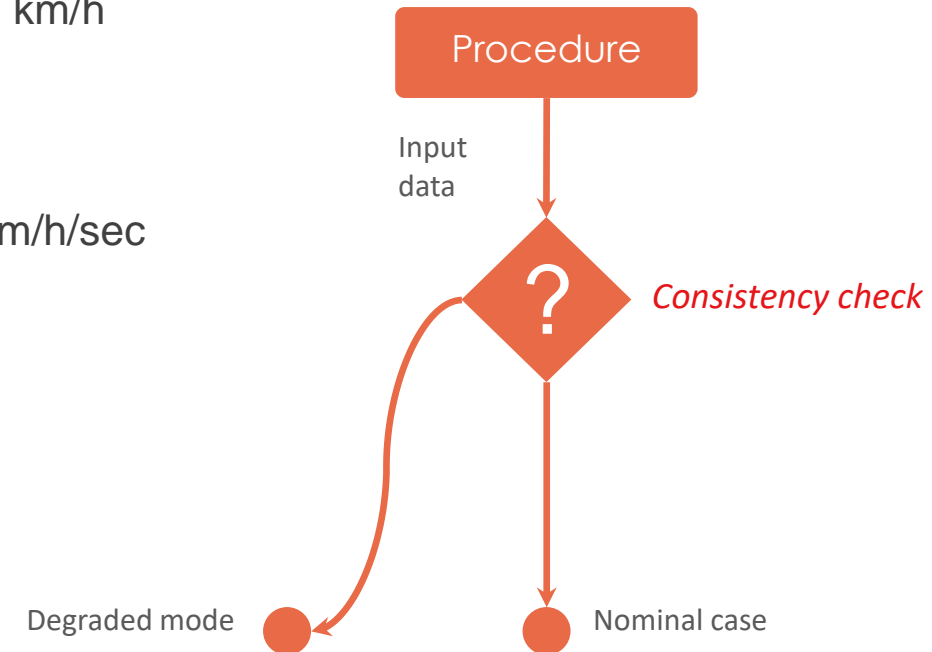 km/h
Procedure
Input
data
m/h/sec
?
Consistency check
Degraded mode
Nominal case